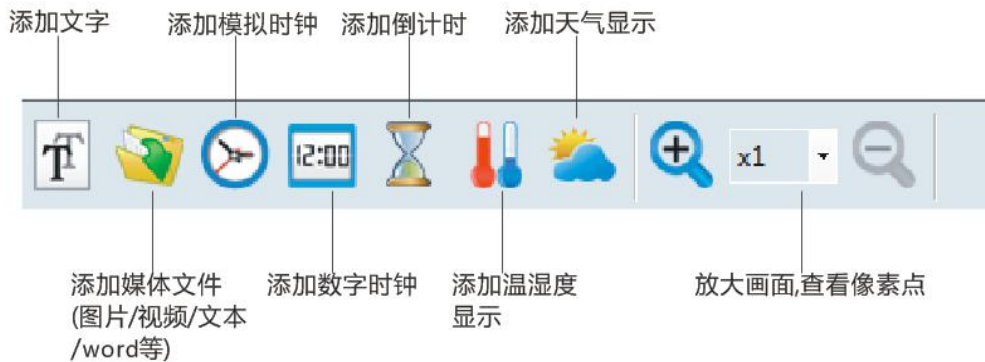 添加文字
添加模拟时钟
添加倒计时
添加天气显示
12:00
x1
添加媒体文件
(图片/视频/文本
/word等)
添加数字时钟
添加温湿度
显示
放大画面,查看像素点